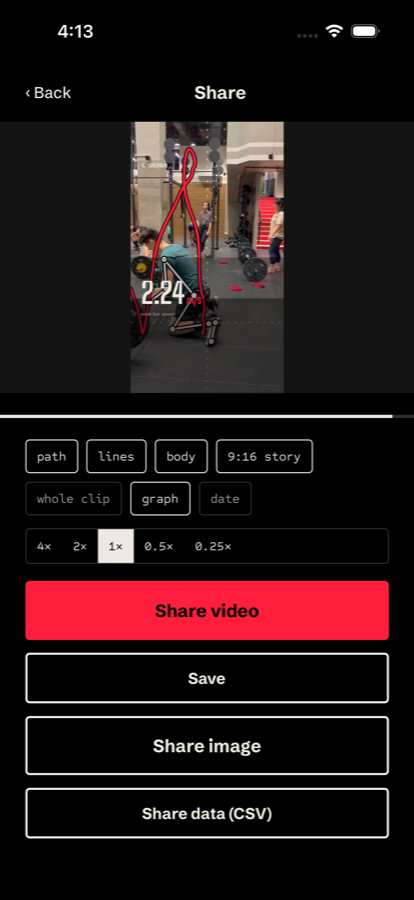 4:13
‹ Back
Share
2.24 m/s
path
lines
body
9:16 story
whole clip
graph
date
4×
2×
1×
0.5×
0.25×
Share video
Save
Share image
Share data (CSV)